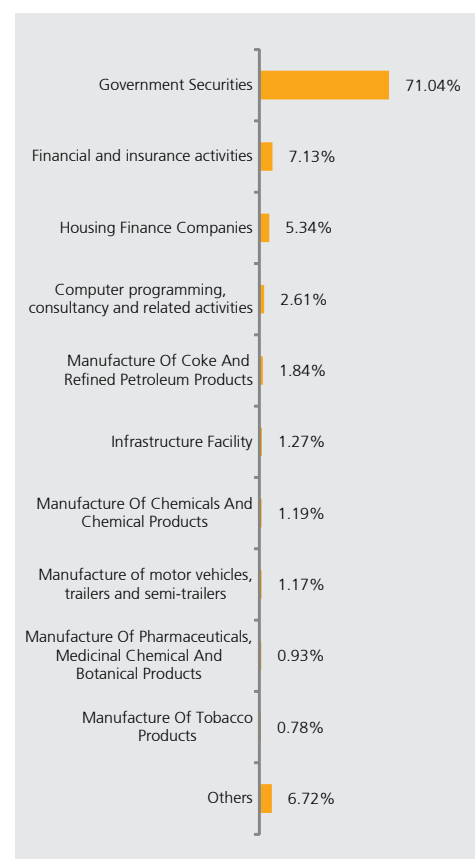 Government Securities 71.04%
Financial and insurance activities 7.13%
Housing Finance Companies 5.34%
Computer programming,
consultancy and related activities 2.61%
Manufacture Of Coke And
Refined Petroleum Products 1.84%
Infrastructure Facility 1.27%
Manufacture Of Chemicals And
Chemical Products 1.19%
Manufacture of motor vehicles,
trailers and semi-trailers 1.17%
Manufacture Of Pharmaceuticals,
Medicinal Chemical And
Botanical Products 0.93%
Manufacture Of Tobacco
Products 0.78%
Others 6.72%